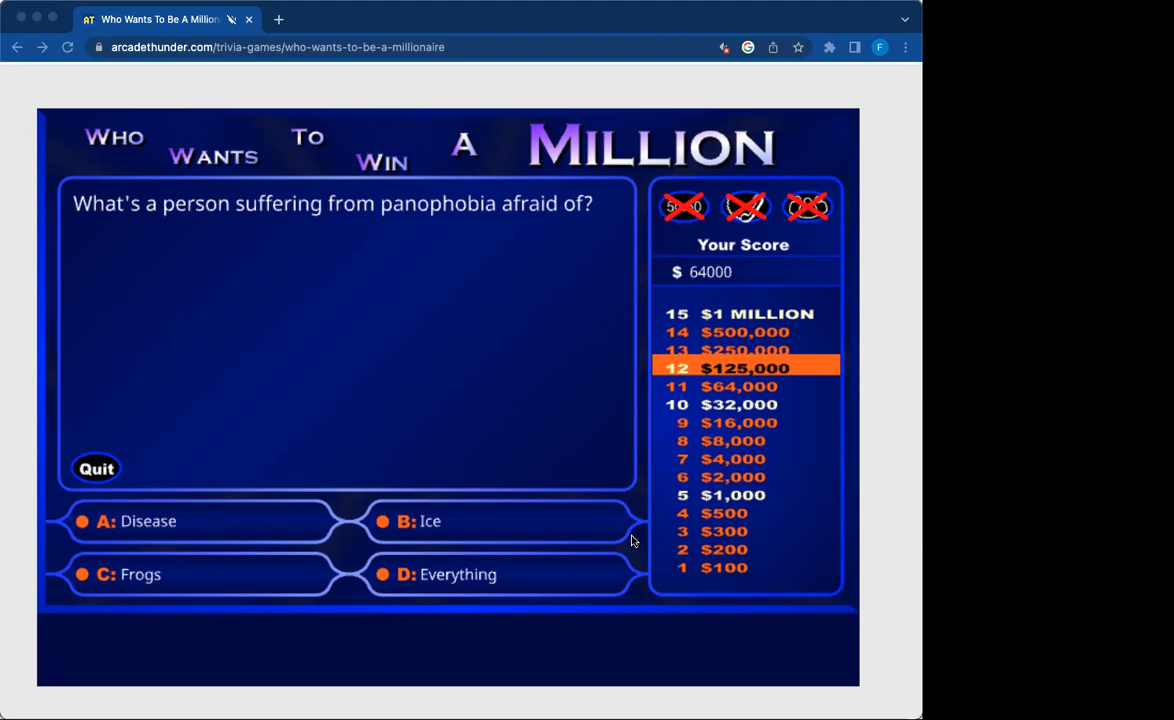 AT Who Wants To Be A Million
arcadethunder.com/trivia-games/who-wants-to-be-a-millionaire
F
WHO WANTS TO WIN A MILLION
What's a person suffering from panophobia afraid of?
Your Score
$ 64000
15 $1 MILLION
14 $500,000
13 $250,000
12 $125,000
11 $64,000
10 $32,000
9 $16,000
8 $8,000
7 $4,000
6 $2,000
5 $1,000
4 $500
3 $300
2 $200
1 $100
Quit
A: Disease
B: Ice
C: Frogs
D: Everything